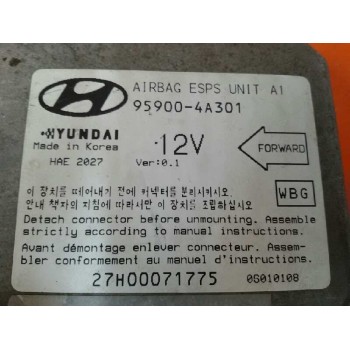 AIRBAG ESPS UNIT A1
95900-4A301
HYUNDAI
Made in Korea
HAE 2027
12V
Ver:0.1
FORWARD
이 장치를 떼어내기 전에 커넥터를 분리하시오.
안내 책자의 지침에 따라서만 이 장치를 조립하십시오.
WBG
Detach connector before unmounting. Assemble
strictly according to manual instructions.
Avant démontage enlever connecteur. Assem-
bler conformement au manuel d'instructions.
27H00071775
0S010108